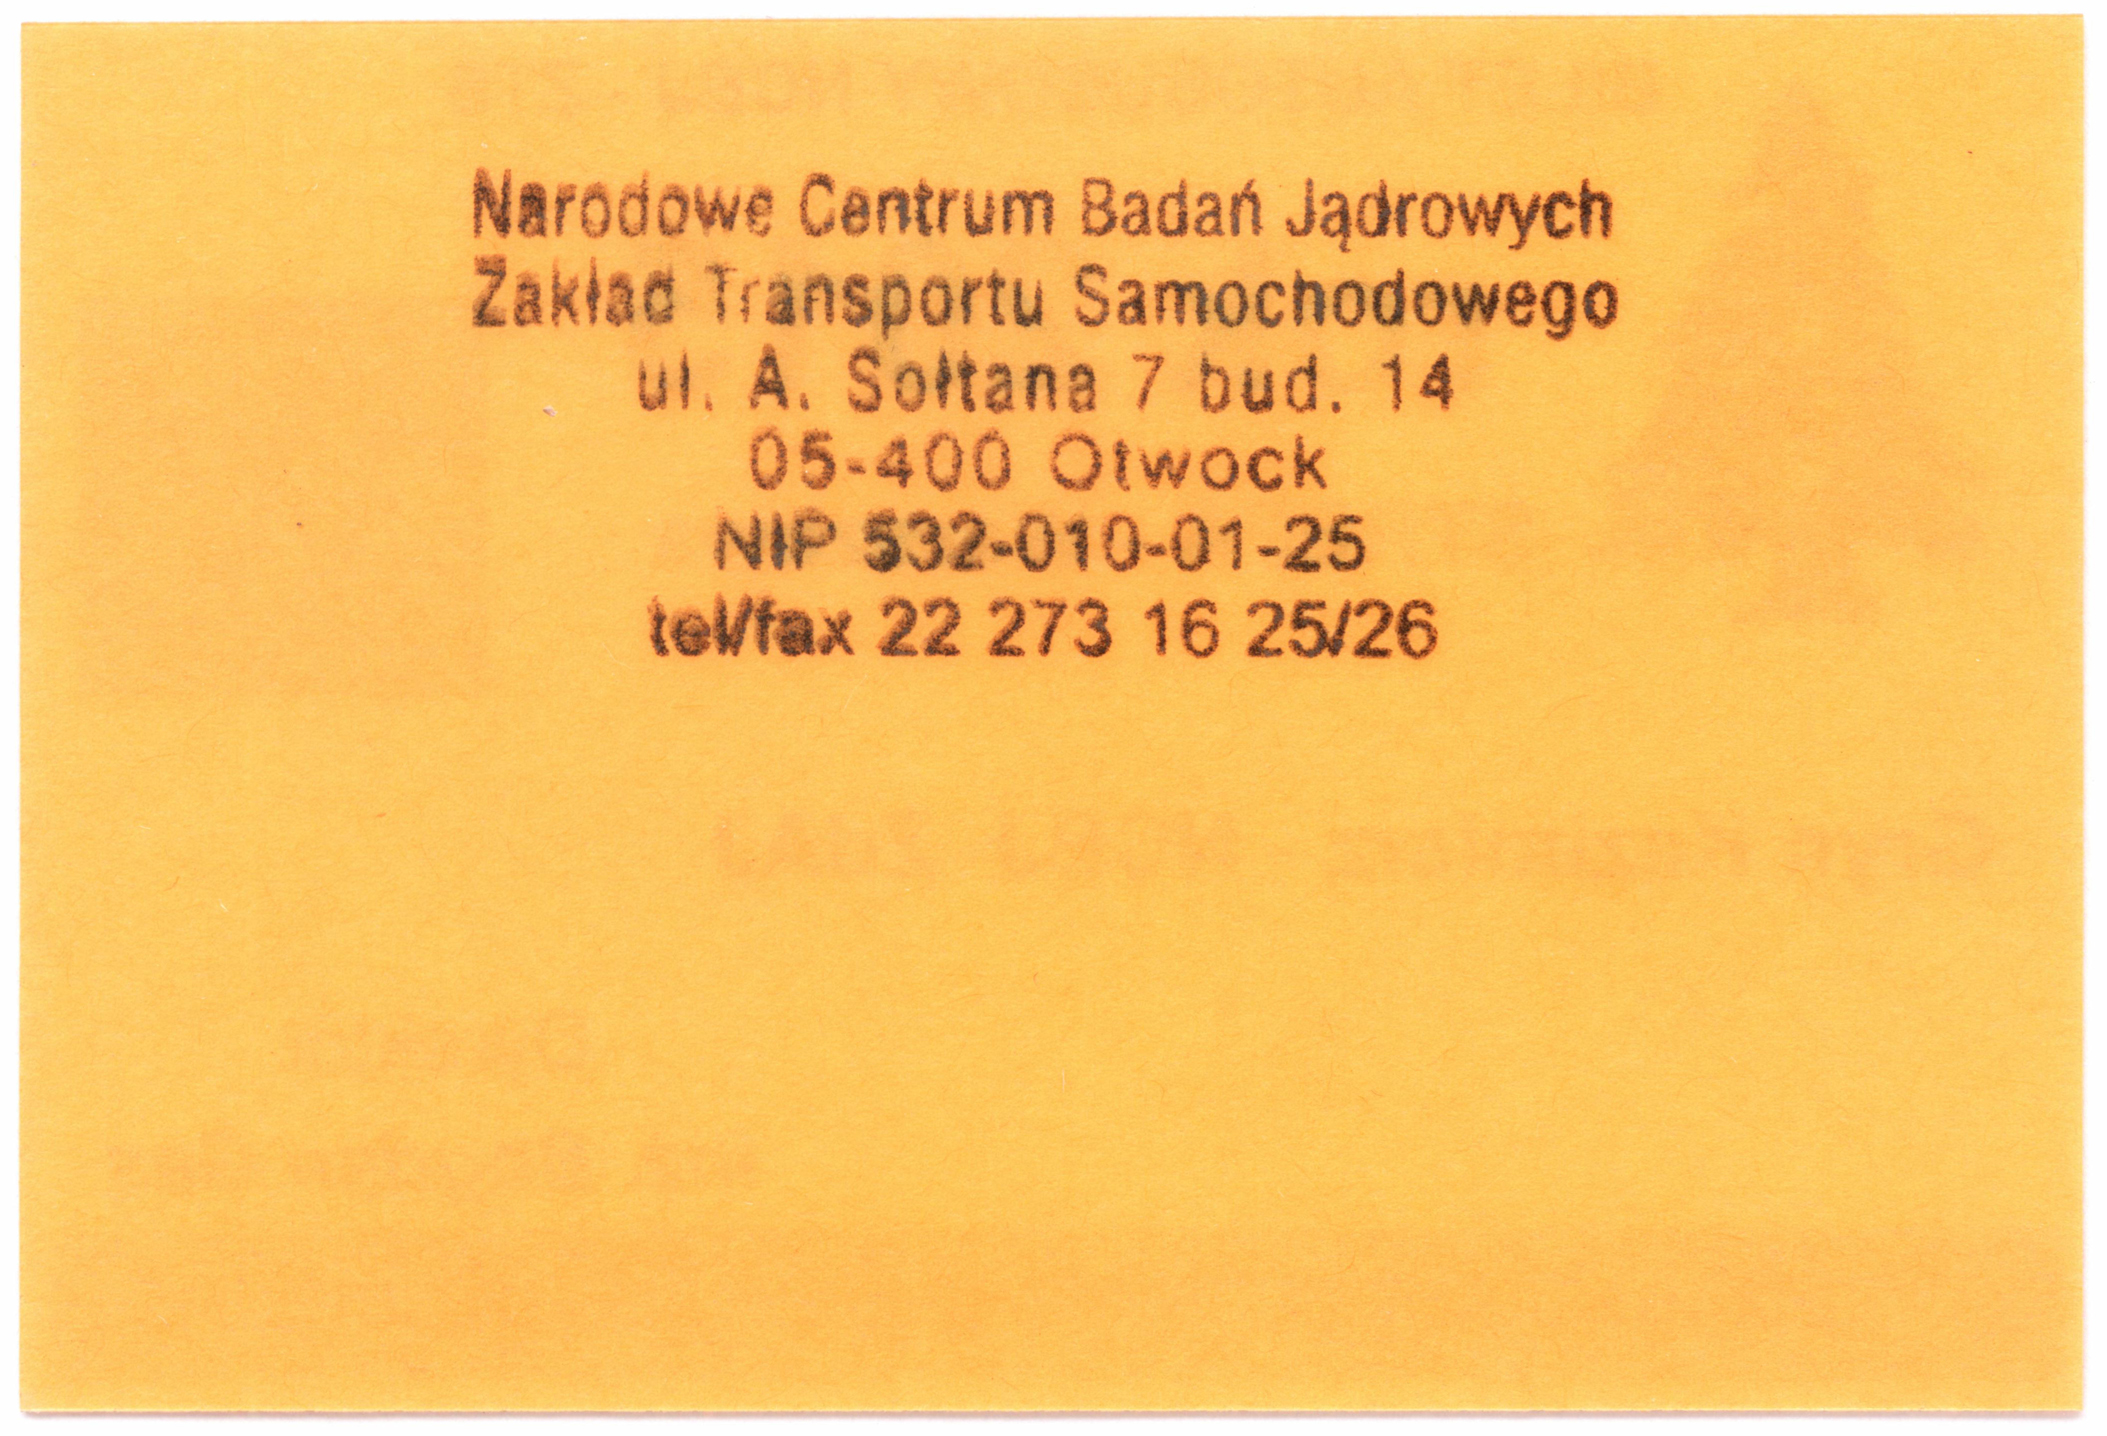 Narodowe Centrum Badań Jądrowych
Zakład Transportu Samochodowego
ul. A. Sołtana 7 bud. 14
05-400 Otwock
NIP 532-010-01-25
tel/fax 22 273 16 25/26